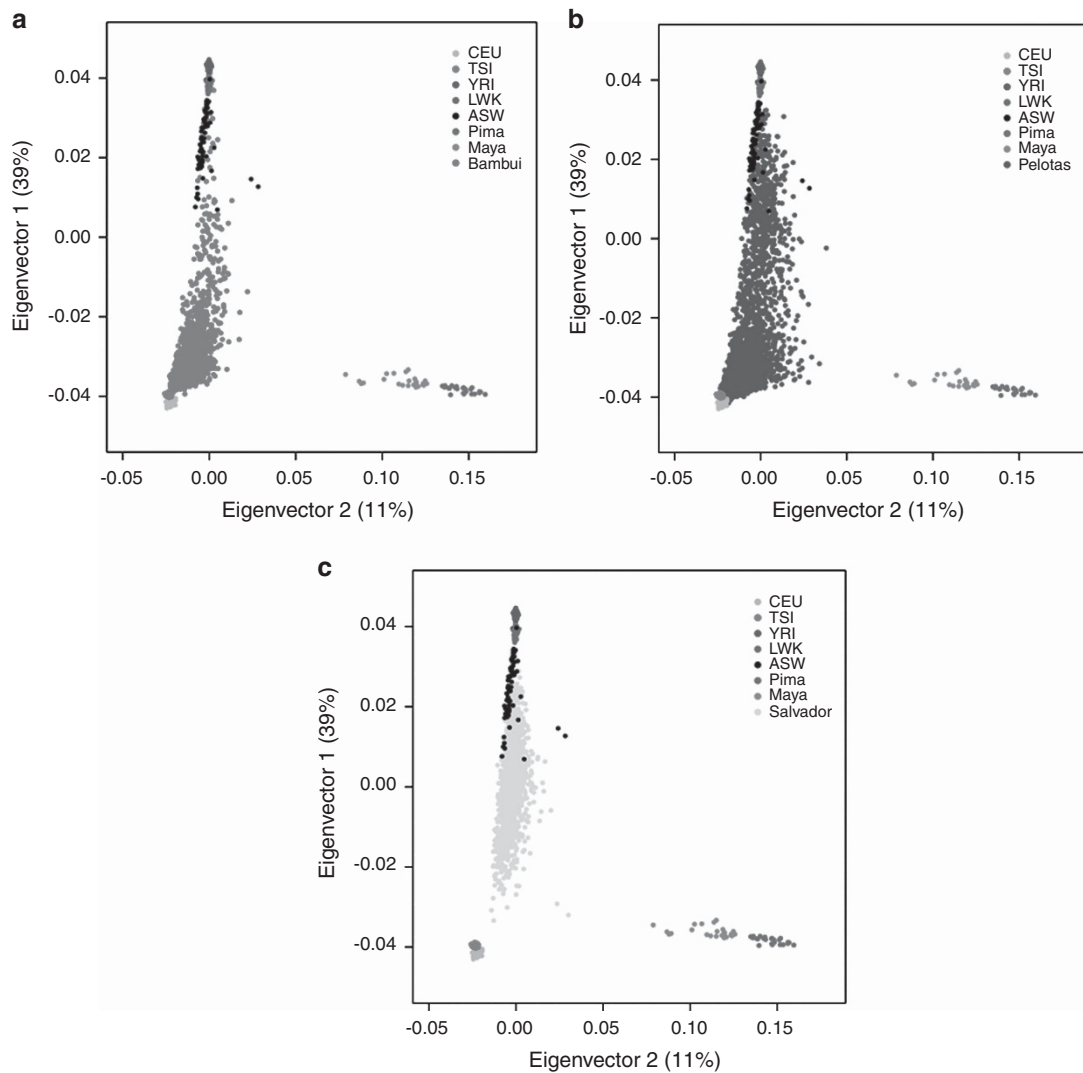 a
0.04
0.02
0.00
-0.02
-0.04
Eigenvector 1 (39%)
CEU
TSI
YRI
LWK
ASW
Pima
Maya
Bambui
-0.05
0.00
0.05
0.10
0.15
Eigenvector 2 (11%)
b
0.04
0.02
0.00
-0.02
-0.04
Eigenvector 1 (39%)
CEU
TSI
YRI
LWK
ASW
Pima
Maya
Pelotas
-0.05
0.00
0.05
0.10
0.15
Eigenvector 2 (11%)
c
0.04
0.02
0.00
-0.02
-0.04
Eigenvector 1 (39%)
CEU
TSI
YRI
LWK
ASW
Pima
Maya
Salvador
-0.05
0.00
0.05
0.10
0.15
Eigenvector 2 (11%)